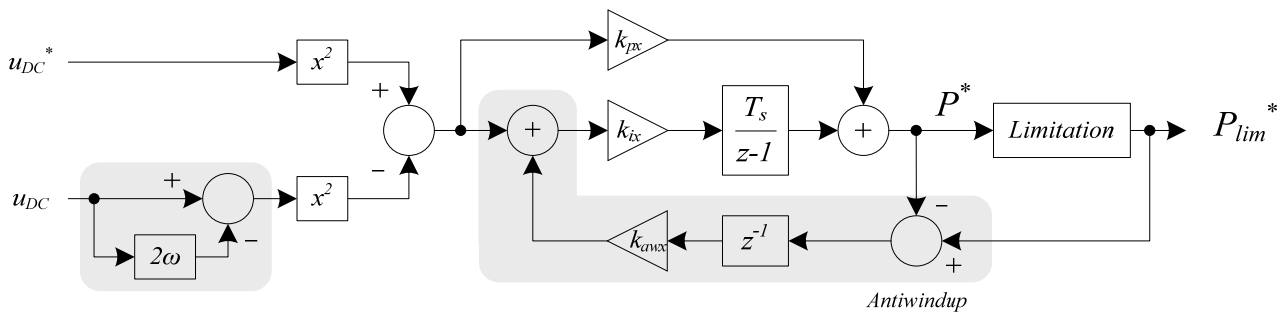 u_DC^*
x²
+
−
k_px
+
k_ix
T_s
z-1
+
P^*
Limitation
P_lim^*
u_DC
+
−
2ω
x²
k_awx
z^-1
−
+
Antiwindup